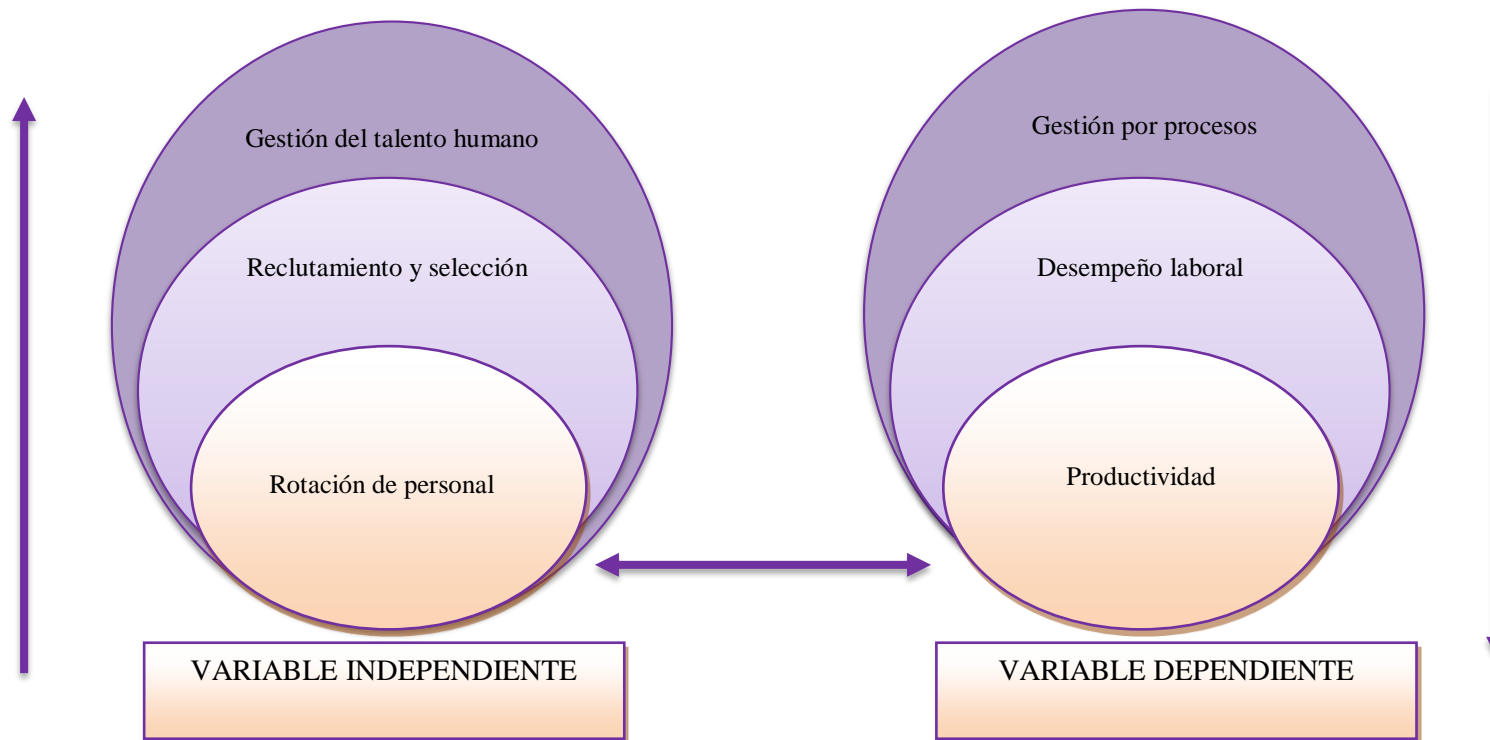 Gestión del talento humano
Reclutamiento y selección
Rotación de personal
VARIABLE INDEPENDIENTE
Gestión por procesos
Desempeño laboral
Productividad
VARIABLE DEPENDIENTE